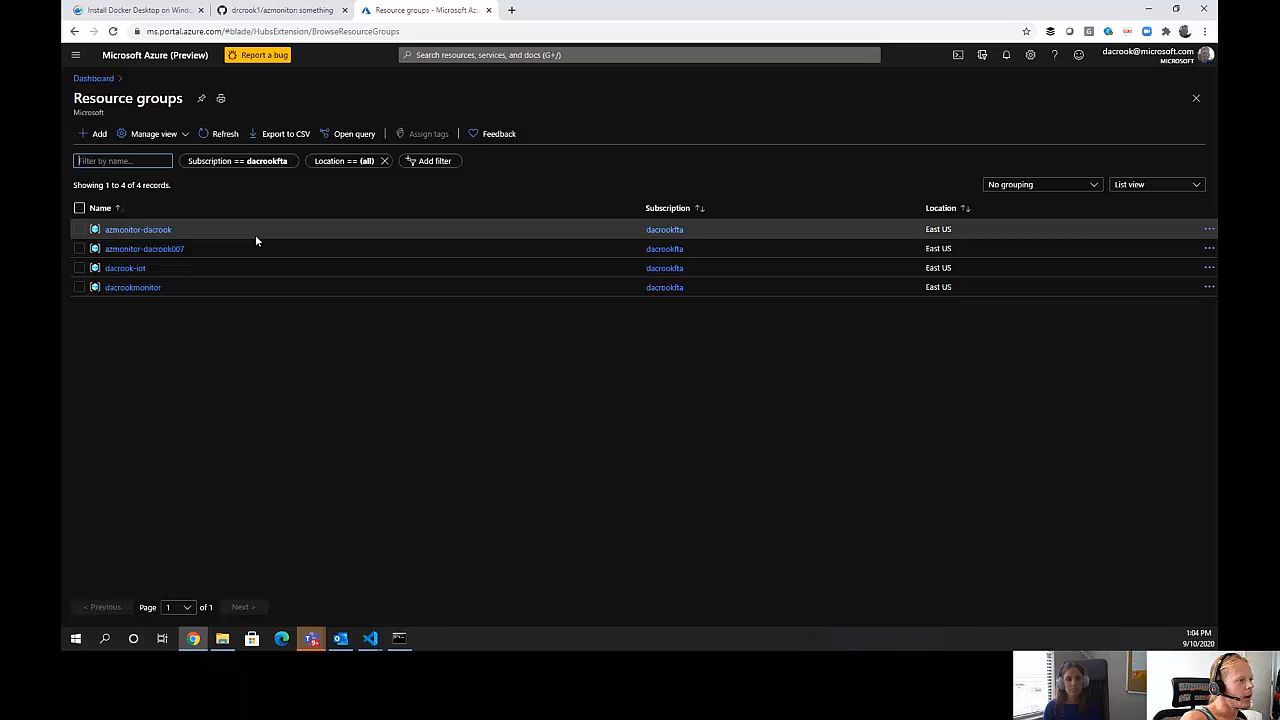 Install Docker Desktop on Windo
drcrook1/azmonitor: something
Resource groups - Microsoft Azu
ms.portal.azure.com/#blade/HubsExtension/BrowseResourceGroups
Microsoft Azure (Preview)
Report a bug
Search resources, services, and docs (G+/)
dacrook@microsoft.com
MICROSOFT
Dashboard >
Resource groups
Microsoft
Add
Manage view
Refresh
Export to CSV
Open query
Assign tags
Feedback
Filter by name...
Subscription == dacrookfta
Location == (all)
Add filter
Showing 1 to 4 of 4 records.
No grouping
List view
Name
Subscription
Location
azmonitor-dacrook dacrookfta East US
azmonitor-dacrook007 dacrookfta East US
dacrook-iot dacrookfta East US
dacrookmonitor dacrookfta East US
< Previous Page 1 of 1 Next >
9+
1:04 PM
9/10/2020